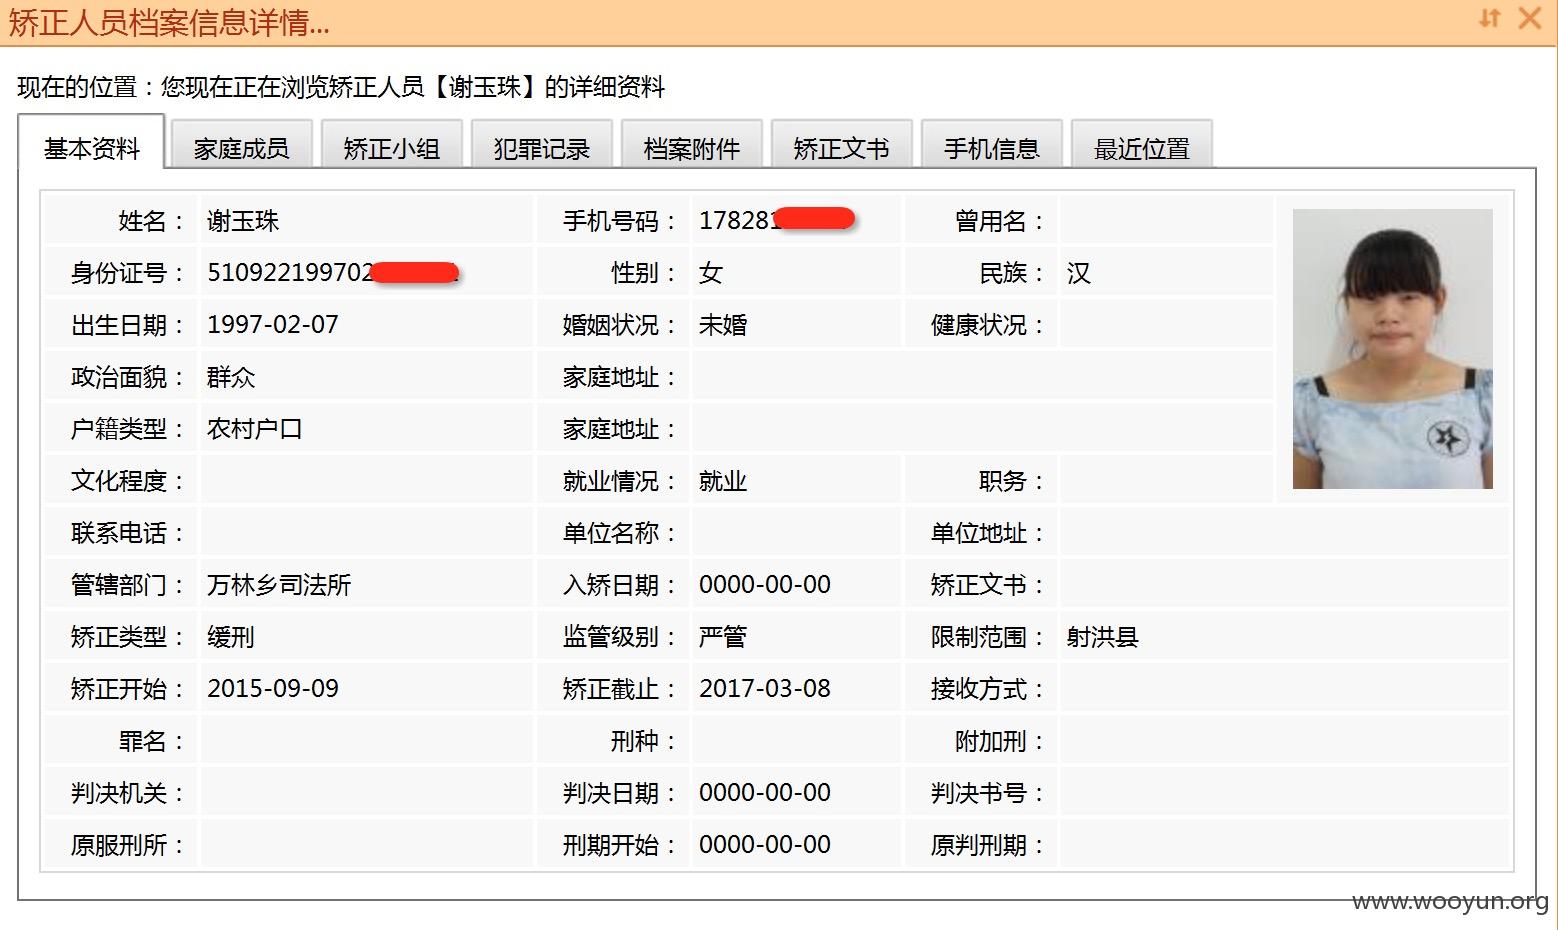 矫正人员档案信息详情...
现在的位置：您现在正在浏览矫正人员【谢玉珠】的详细资料
基本资料 家庭成员 矫正小组 犯罪记录 档案附件 矫正文书 手机信息 最近位置
姓名： 谢玉珠 手机号码： 178281 曾用名：
身份证号： 510922199702 性别： 女 民族： 汉
出生日期： 1997-02-07 婚姻状况： 未婚 健康状况：
政治面貌： 群众 家庭地址：
户籍类型： 农村户口 家庭地址：
文化程度： 就业情况： 就业 职务：
联系电话： 单位名称： 单位地址：
管辖部门： 万林乡司法所 入矫日期： 0000-00-00 矫正文书：
矫正类型： 缓刑 监管级别： 严管 限制范围： 射洪县
矫正开始： 2015-09-09 矫正截止： 2017-03-08 接收方式：
罪名： 刑种： 附加刑：
判决机关： 判决日期： 0000-00-00 判决书号：
原服刑所： 刑期开始： 0000-00-00 原判刑期：
www.wooyun.org